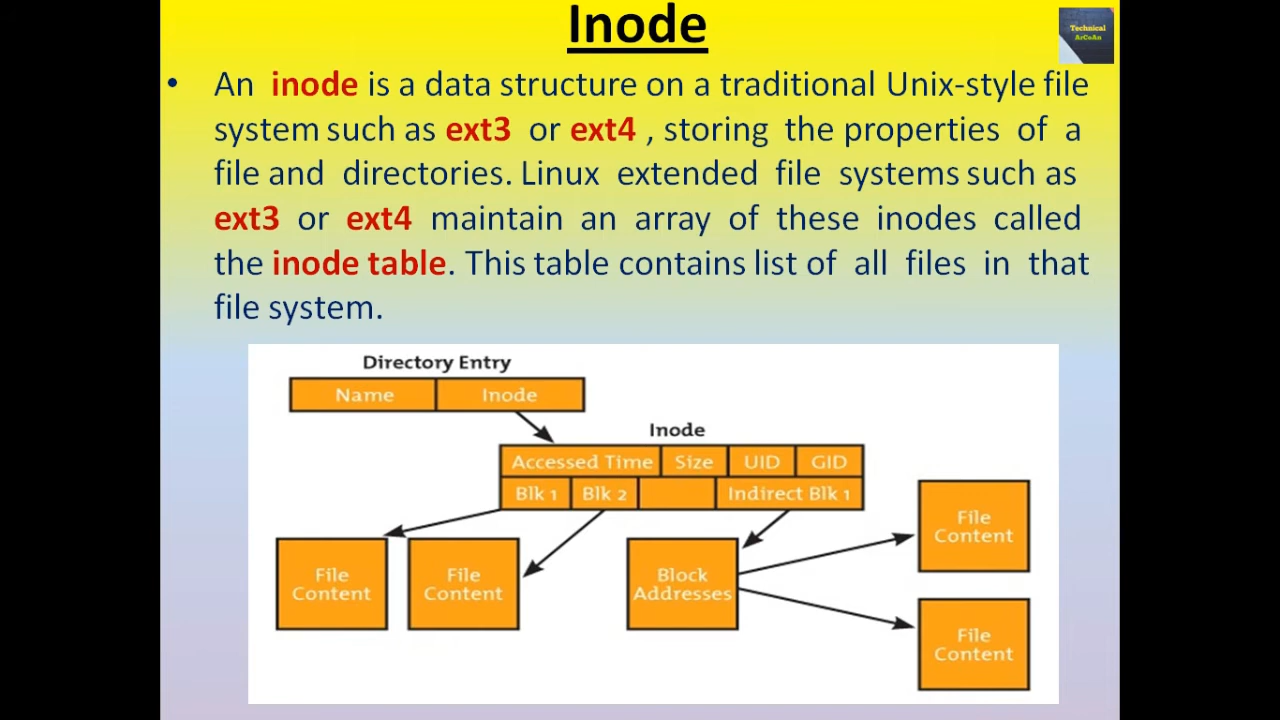 Inode
Technical
ArCoAn
• An inode is a data structure on a traditional Unix-style file
system such as ext3 or ext4 , storing the properties of a
file and directories. Linux extended file systems such as
ext3 or ext4 maintain an array of these inodes called
the inode table. This table contains list of all files in that
file system.
Directory Entry
Name Inode
Inode
Accessed Time Size UID GID
Blk 1 Blk 2 Indirect Blk 1
File
Content
File
Content
Block
Addresses
File
Content
File
Content